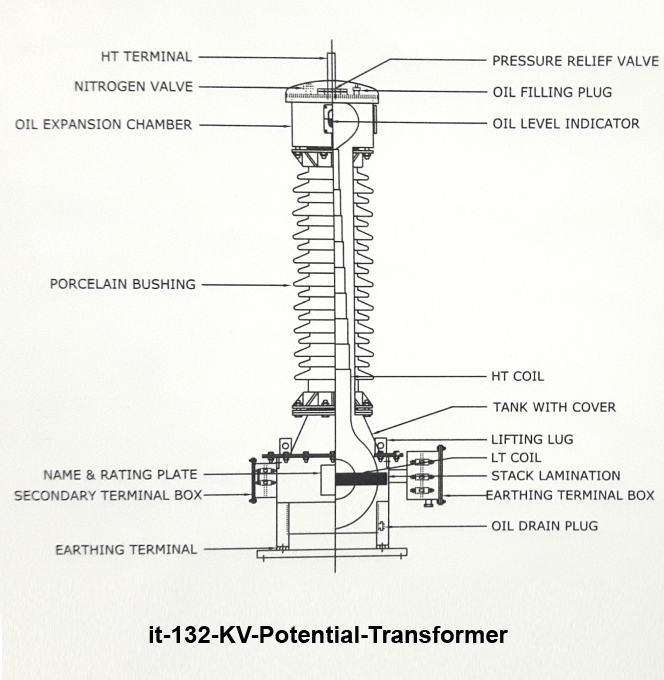 HT TERMINAL
PRESSURE RELIEF VALVE
NITROGEN VALVE
OIL FILLING PLUG
OIL EXPANSION CHAMBER
OIL LEVEL INDICATOR
PORCELAIN BUSHING
HT COIL
TANK WITH COVER
LIFTING LUG
LT COIL
NAME & RATING PLATE
STACK LAMINATION
SECONDARY TERMINAL BOX
EARTHING TERMINAL BOX
OIL DRAIN PLUG
EARTHING TERMINAL
it-132-KV-Potential-Transformer